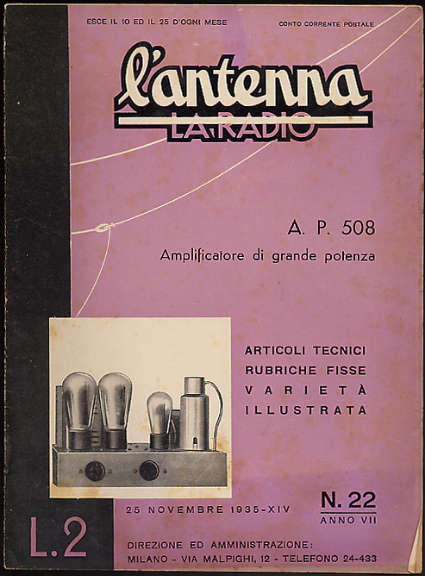 ESCE IL 10 ED IL 25 D'OGNI MESE
CONTO CORRENTE POSTALE
l'antenna
LA RADIO
A. P. 508
Amplificatore di grande potenza
ARTICOLI TECNICI
RUBRICHE FISSE
VARIETÀ
ILLUSTRATA
25 NOVEMBRE 1935-XIV
N. 22
ANNO VII
L.2
DIREZIONE ED AMMINISTRAZIONE:
MILANO - VIA MALPIGHI, 12 - TELEFONO 24-433